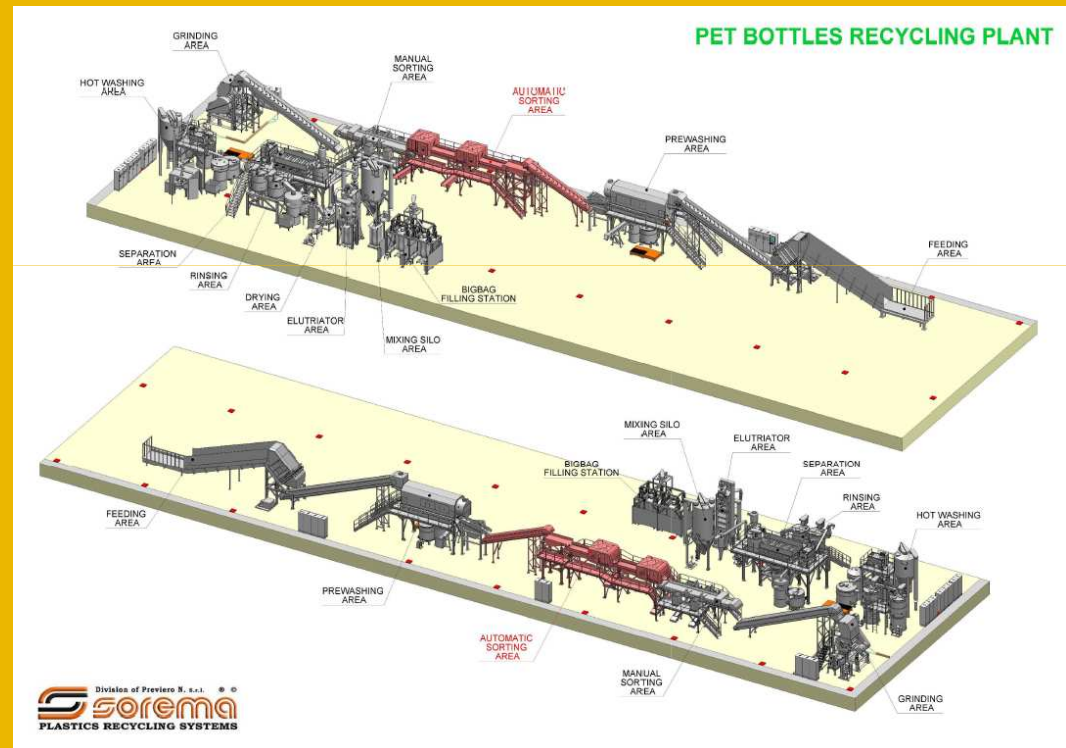 PET BOTTLES RECYCLING PLANT
GRINDING
AREA
HOT WASHING
AREA
MANUAL
SORTING
AREA
AUTOMATIC
SORTING
AREA
PREWASHING
AREA
FEEDING
AREA
SEPARATION
AREA
RINSING
AREA
DRYING
AREA
ELUTRIATOR
AREA
MIXING SILO
AREA
BIGBAG
FILLING STATION
MIXING SILO
AREA
ELUTRIATOR
AREA
BIGBAG
FILLING STATION
SEPARATION
AREA
RINSING
AREA
HOT WASHING
AREA
FEEDING
AREA
PREWASHING
AREA
AUTOMATIC
SORTING
AREA
MANUAL
SORTING
AREA
GRINDING
AREA
Division of Previero N. s.r.l. ® ©
sorema
PLASTICS RECYCLING SYSTEMS